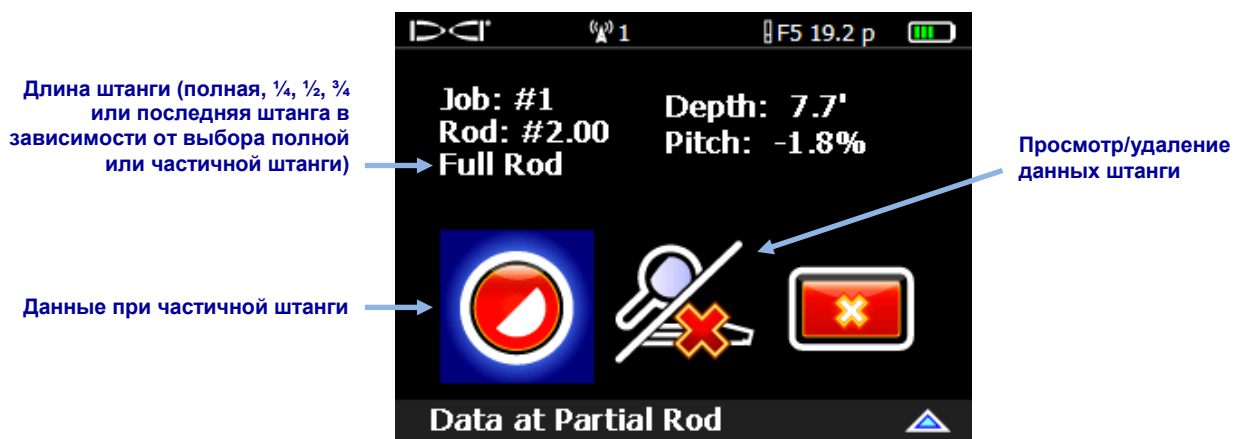 DCI
1
F5 19.2 p
Длина штанги (полная, ¼, ½, ¾
или последняя штанга в
зависимости от выбора полной
или частичной штанги)
Job: #1
Rod: #2.00
Full Rod
Depth: 7.7'
Pitch: -1.8%
Просмотр/удаление
данных штанги
Данные при частичной штанги
Data at Partial Rod